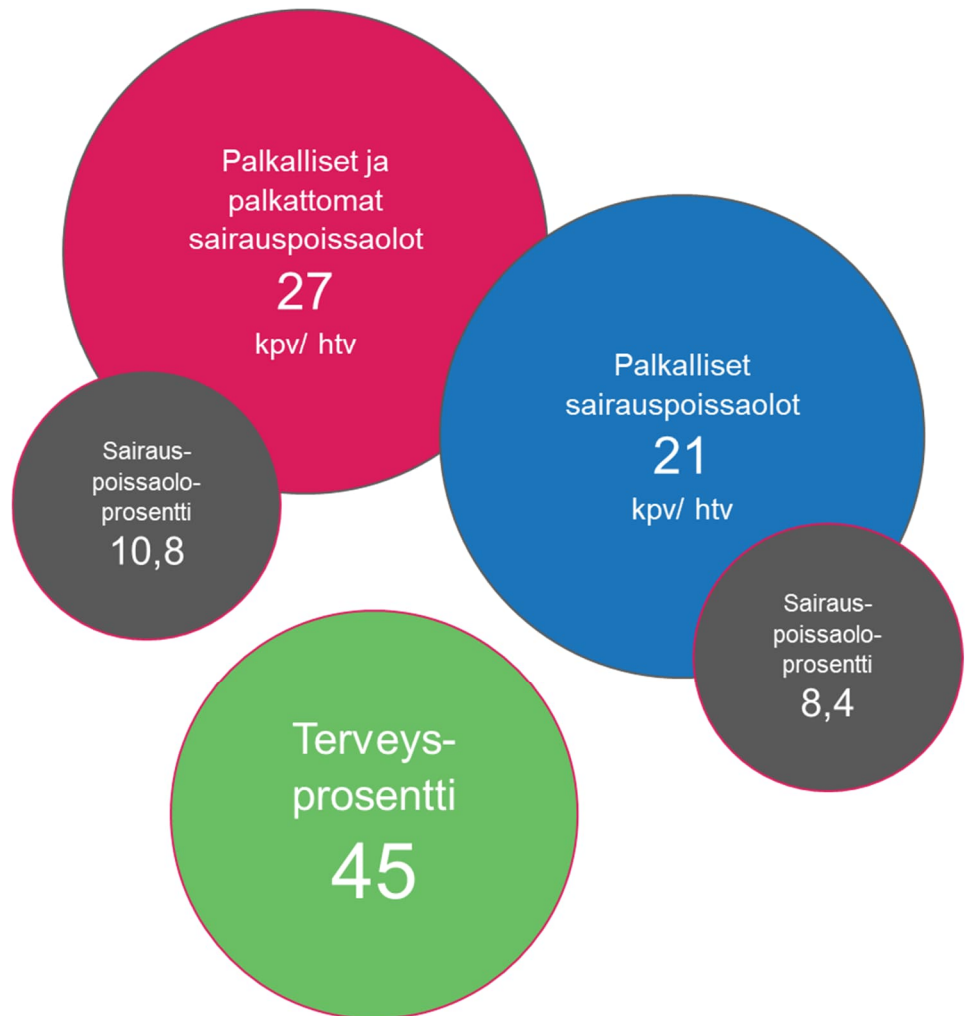 Palkalliset ja
palkattomat
sairauspoissaolot
27
kpv/ htv
Palkalliset
sairauspoissaolot
21
kpv/ htv
Sairaus-
poissaolo-
prosentti
10,8
Sairaus-
poissaolo-
prosentti
8,4
Terveys-
prosentti
45